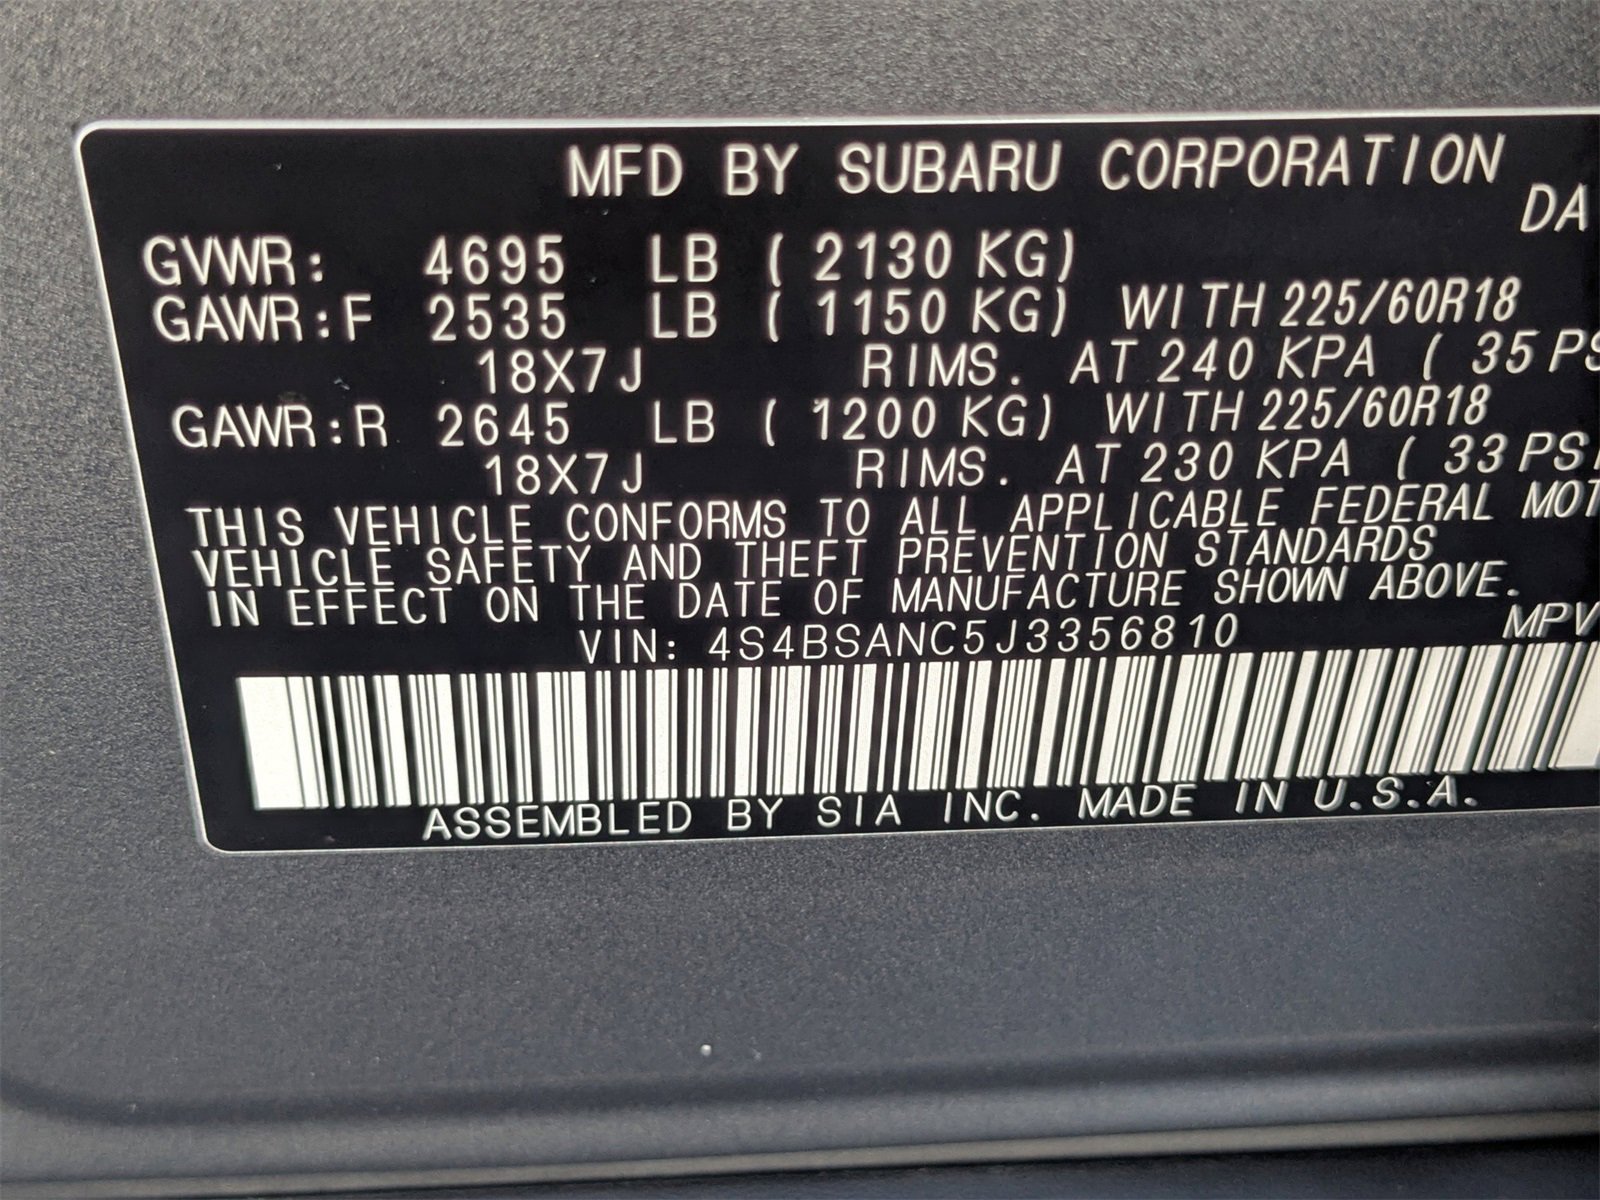 MFD BY SUBARU CORPORATION
DA
GVWR: 4695 LB ( 2130 KG)
GAWR:F 2535 LB ( 1150 KG) WITH 225/60R18
18X7J RIMS. AT 240 KPA ( 35 PS
GAWR:R 2645 LB ( 1200 KG) WITH 225/60R18
18X7J RIMS. AT 230 KPA ( 33 PSI
THIS VEHICLE CONFORMS TO ALL APPLICABLE FEDERAL MOT
VEHICLE SAFETY AND THEFT PREVENTION STANDARDS
IN EFFECT ON THE DATE OF MANUFACTURE SHOWN ABOVE.
VIN: 4S4BSANC5J3356810 MPV
ASSEMBLED BY SIA INC. MADE IN U.S.A.